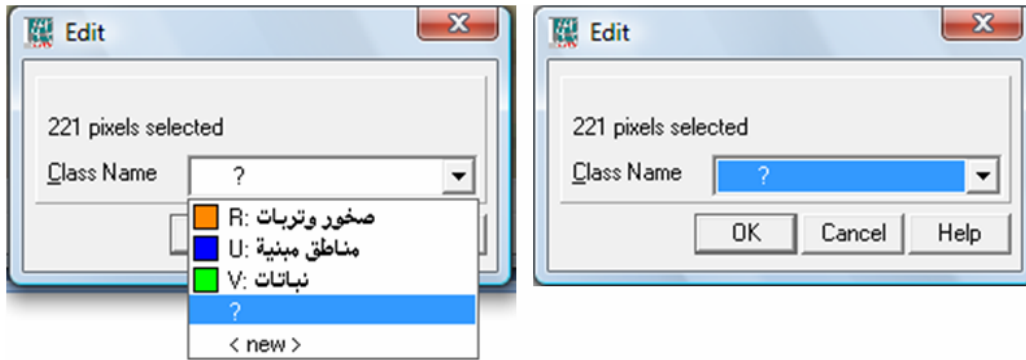 Edit
221 pixels selected
Class Name ?
R: صخور وتربات
U: مناطق مبنية
V: نباتات
?
< new >
Edit
221 pixels selected
Class Name ?
OK Cancel Help